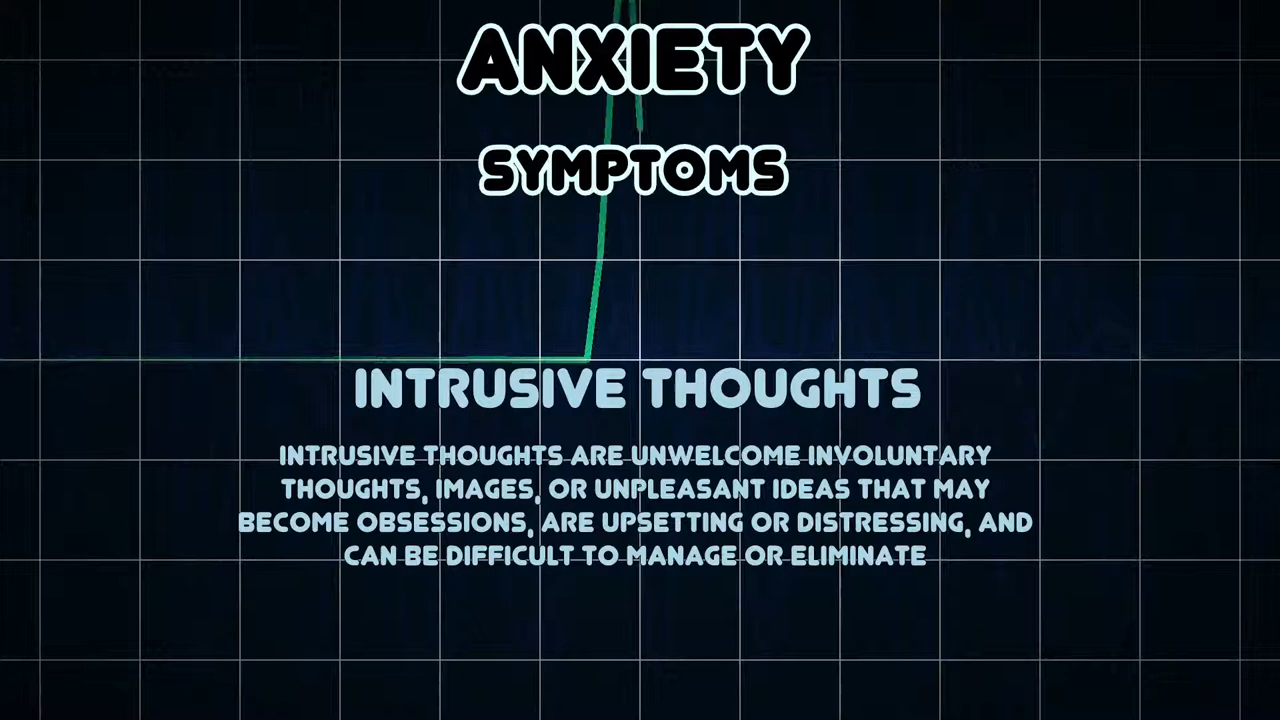 ANXIETY
SYMPTOMS
INTRUSIVE THOUGHTS
INTRUSIVE THOUGHTS ARE UNWELCOME INVOLUNTARY
THOUGHTS, IMAGES, OR UNPLEASANT IDEAS THAT MAY
BECOME OBSESSIONS, ARE UPSETTING OR DISTRESSING, AND
CAN BE DIFFICULT TO MANAGE OR ELIMINATE